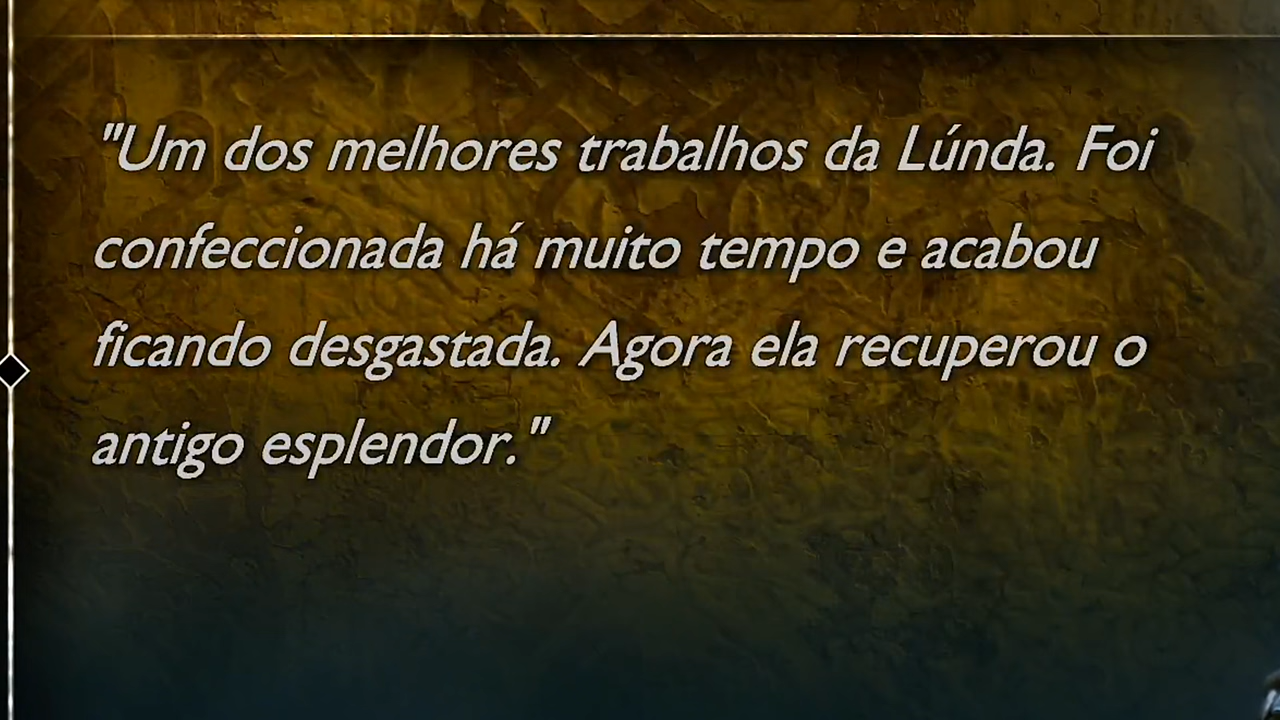 "Um dos melhores trabalhos da Lúnda. Foi
confeccionada há muito tempo e acabou
ficando desgastada. Agora ela recuperou o
antigo esplendor."